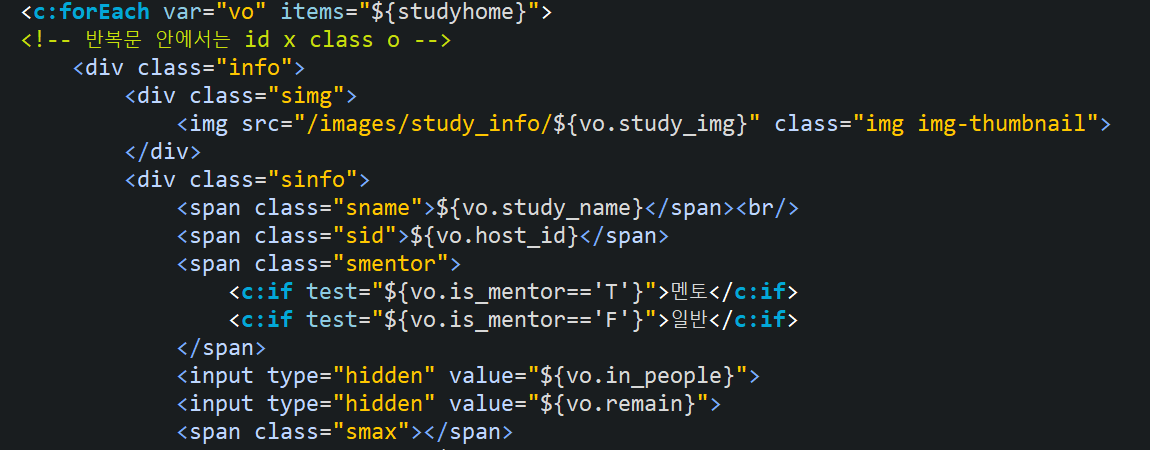 <c:forEach var="vo" items="${studyhome}">
<!-- 반복문 안에서는 id x class o -->
<div class="info">
<div class="simg">
<img src="/images/study_info/${vo.study_img}" class="img img-thumbnail">
</div>
<div class="sinfo">
<span class="sname">${vo.study_name}</span><br/>
<span class="sid">${vo.host_id}</span>
<span class="smentor">
<c:if test="${vo.is_mentor=='T'}">멘토</c:if>
<c:if test="${vo.is_mentor=='F'}">일반</c:if>
</span>
<input type="hidden" value="${vo.in_people}">
<input type="hidden" value="${vo.remain}">
<span class="smax"></span>